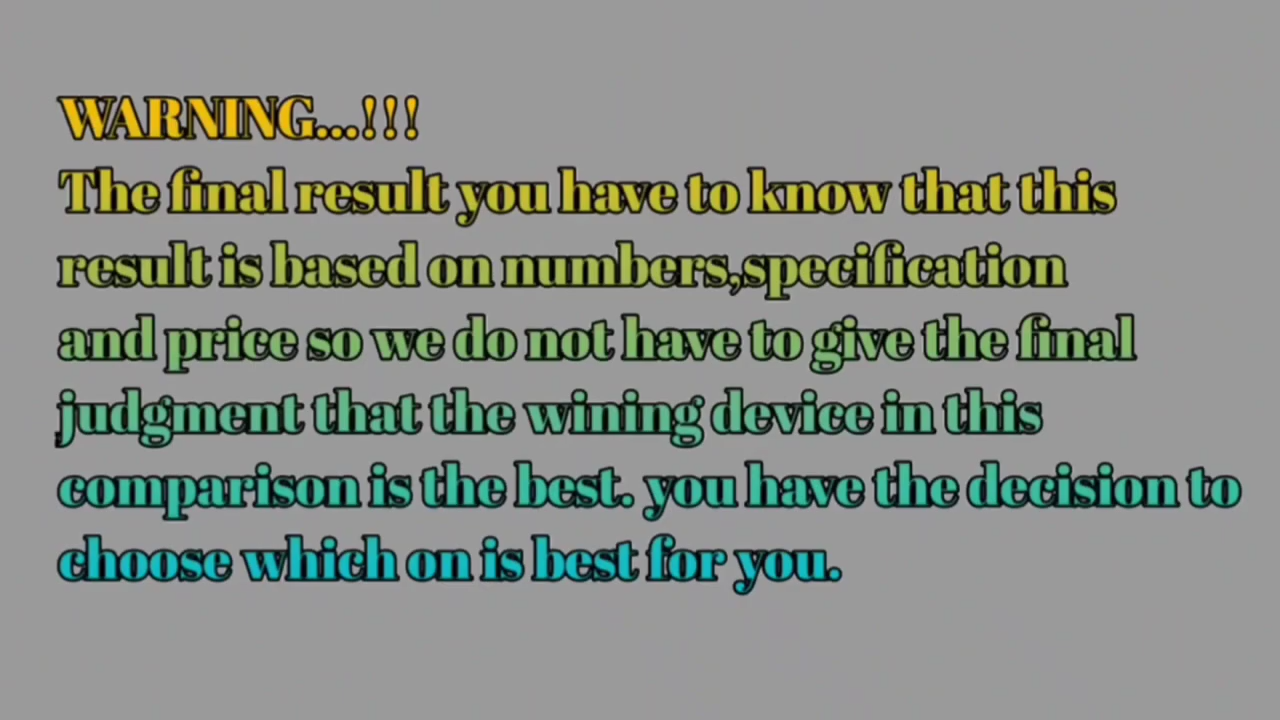 WARNING...!!!
The final result you have to know that this
result is based on numbers,specification
and price so we do not have to give the final
judgment that the wining device in this
comparison is the best. you have the decision to
choose which on is best for you.